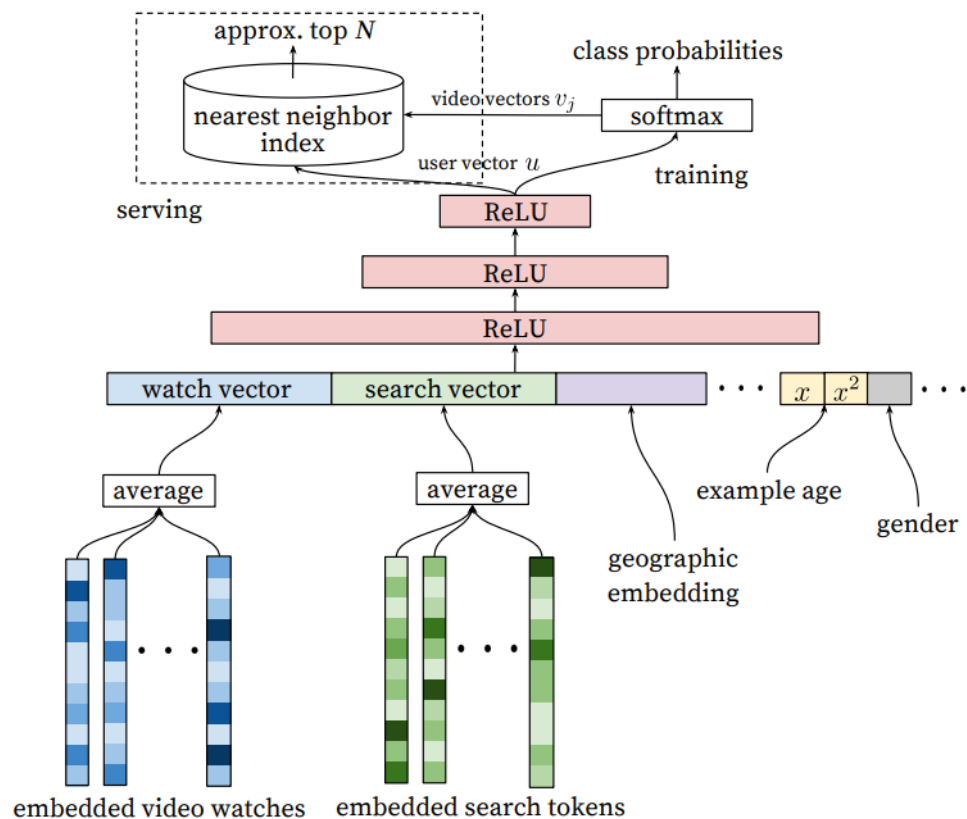 approx. top N
class probabilities
nearest neighbor
index
video vectors v_j
softmax
user vector u
training
serving
ReLU
ReLU
ReLU
watch vector
search vector
x
x²
average
average
example age
gender
geographic
embedding
embedded video watches
embedded search tokens